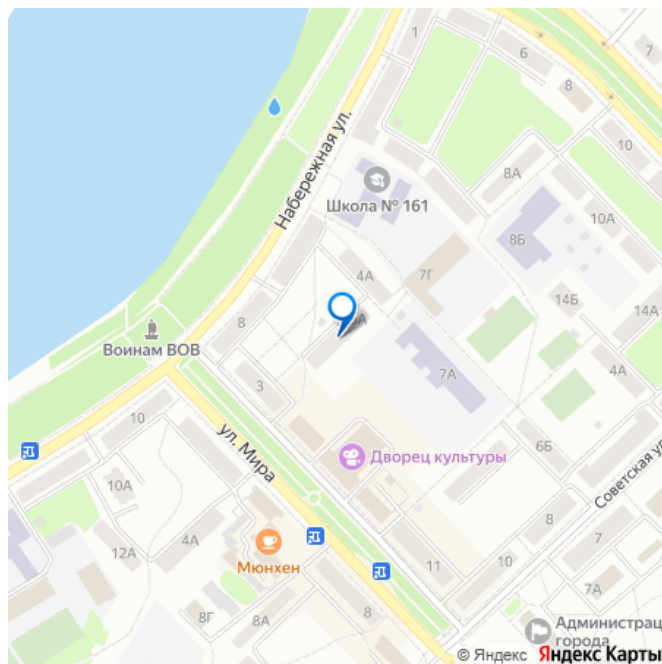 1
6
7
8
10
Набережная ул.
Школа № 161
8А
10А
8Б
4А
7Г
14Б
14А
8
Воинам ВОВ
3
7А
4А
10
ул. Мира
Дворец культуры
6Б
Советская ул
10А
12А
4А
Мюнхен
8Г
8А
8
11
10
8
7
7А
Администрац
города
© Яндекс Яндекс Карты